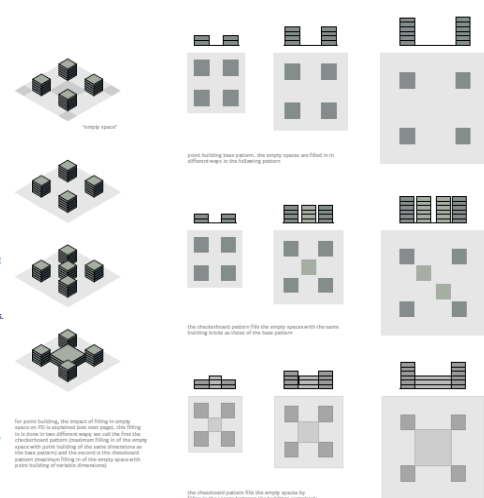 "empty space"
point building base pattern, the empty spaces are filled in in
different ways in the following pattern
the checkerboard pattern fills the empty spaces with the same
building bricks as those of the base pattern
s.
for point building, the impact of filling in empty
space on FSI is explained (see next page), this filling
in is done in two different ways; we call the first the
checkerboard pattern (maximum filling in of the empty
space with point building of the same dimensions as
the base pattern) and the second is the chessboard
pattern (maximum filling in of the empty space with
point building of variable dimensions)
the chessboard pattern fills the empty spaces by